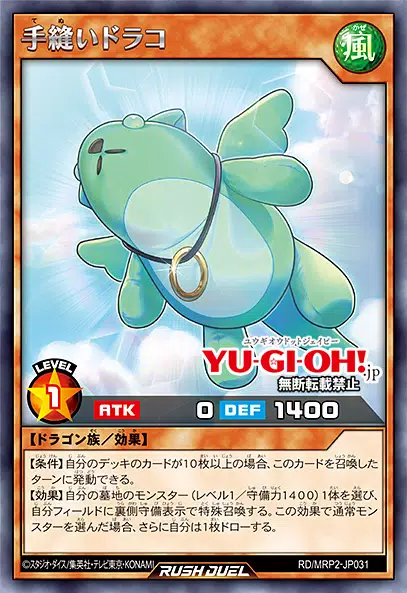 手縫いドラコ
風
ユウギオウドットジェイピー
YU-GI-OH!.jp
無断転載禁止
LEVEL
1
ATK 0 DEF 1400
【ドラゴン族／効果】
【条件】自分のデッキのカードが10枚以上の場合、このカードを召喚した
ターンに発動できる。
【効果】自分の墓地のモンスター（レベル1／守備力1400）1体を選び、
自分フィールドに裏側守備表示で特殊召喚する。この効果で通常モン
スターを選んだ場合、さらに自分は1枚ドローする。
©スタジオ・ダイス/集英社・テレビ東京・KONAMI
RUSH DUEL
RD/MRP2-JP031